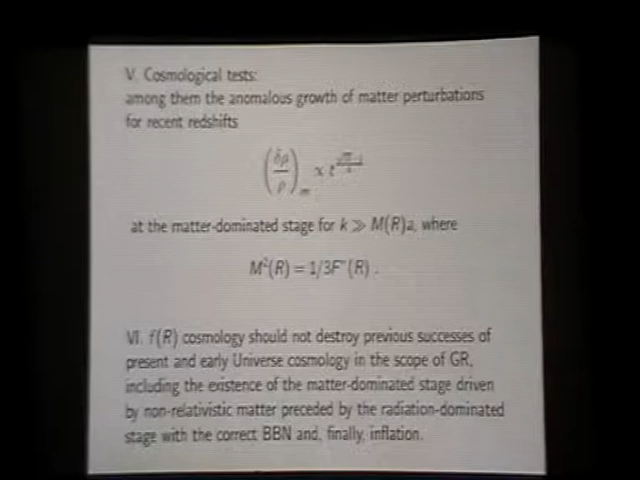 V. Cosmological tests:
among them the anomalous growth of matter perturbations
for recent redshifts
(δρ/ρ)ₘ ∝ t
at the matter-dominated stage for k ≫ M(R)a, where
M²(R) = 1/3F″(R) .
VI. f(R) cosmology should not destroy previous successes of
present and early Universe cosmology in the scope of GR,
including the existence of the matter-dominated stage driven
by non-relativistic matter preceded by the radiation-dominated
stage with the correct BBN and, finally, inflation.